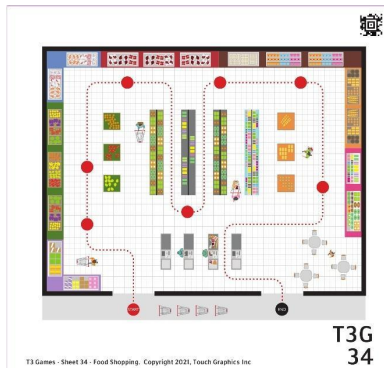 START
END
T3G
34
T3 Games - Sheet 34 - Food Shopping. Copyright 2021, Touch Graphics Inc